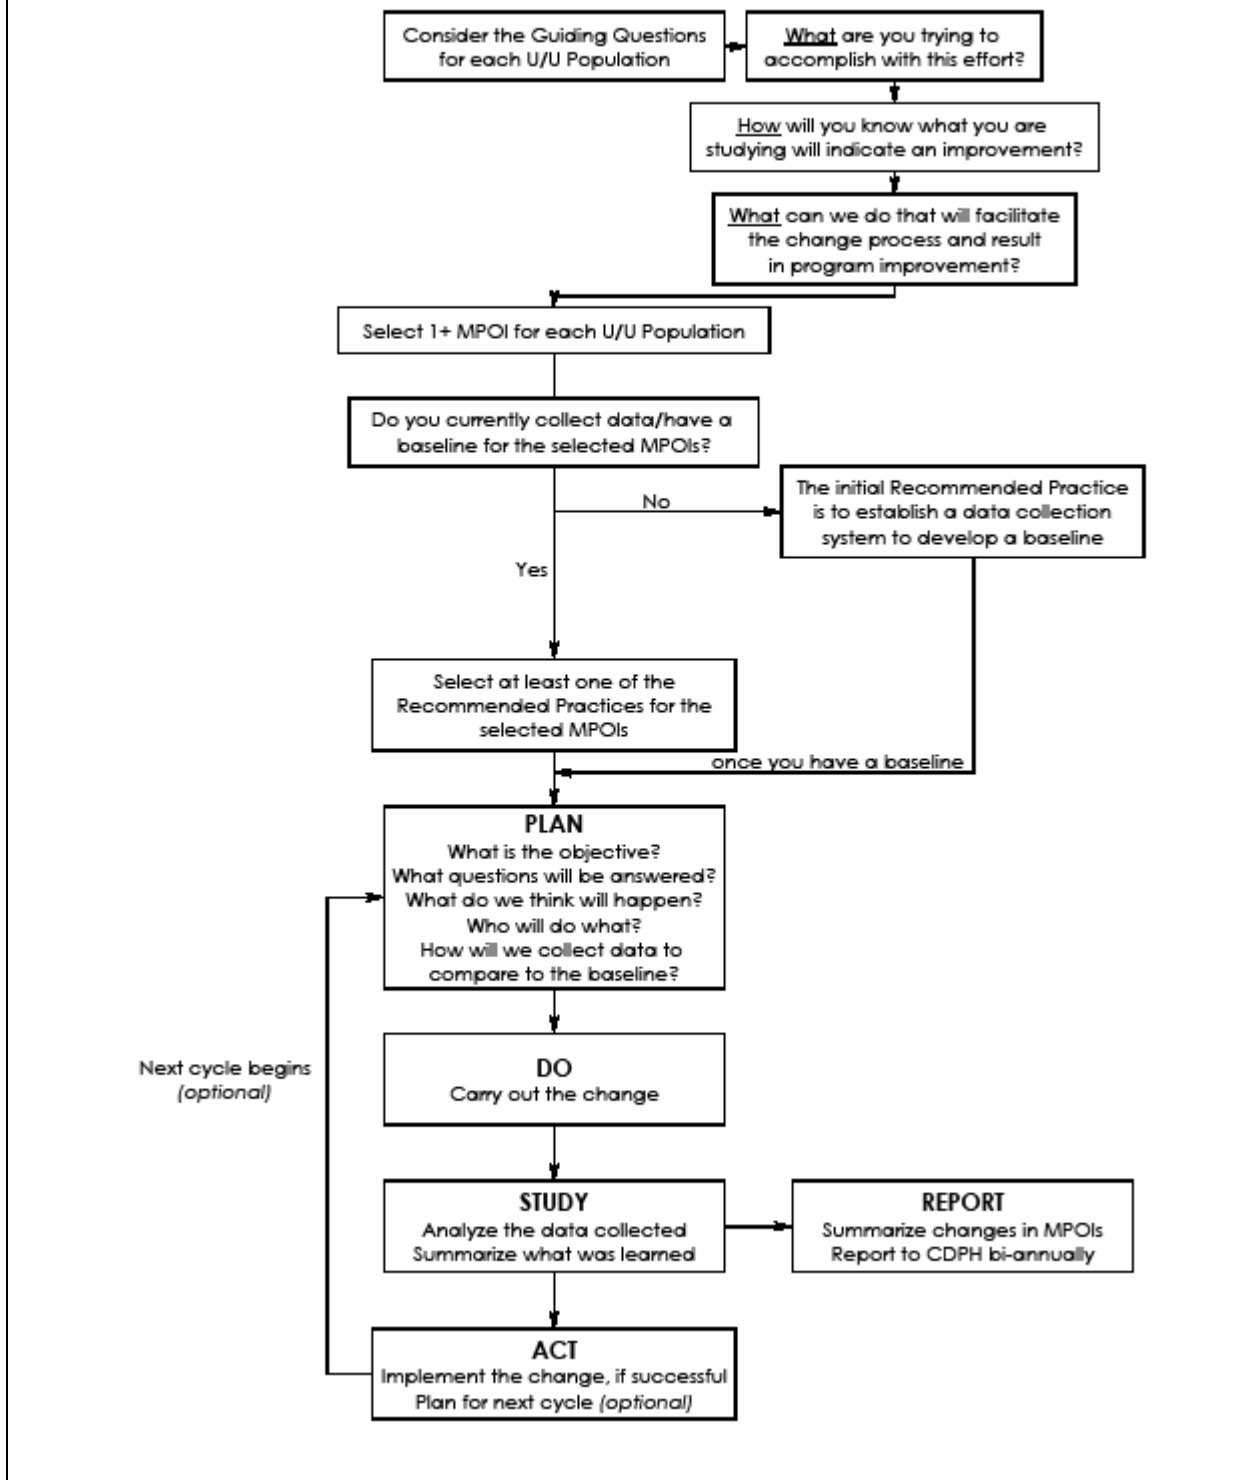 Consider the Guiding Questions
for each U/U Population
What are you trying to
accomplish with this effort?
How will you know what you are
studying will indicate an improvement?
What can we do that will facilitate
the change process and result
in program improvement?
Select 1+ MPOI for each U/U Population
Do you currently collect data/have a
baseline for the selected MPOIs?
No
The initial Recommended Practice
is to establish a data collection
system to develop a baseline
Yes
Select at least one of the
Recommended Practices for the
selected MPOIs
once you have a baseline
PLAN
What is the objective?
What questions will be answered?
What do we think will happen?
Who will do what?
How will we collect data to
compare to the baseline?
Next cycle begins
(optional)
DO
Carry out the change
STUDY
Analyze the data collected
Summarize what was learned
REPORT
Summarize changes in MPOIs
Report to CDPH bi-annually
ACT
Implement the change, if successful
Plan for next cycle (optional)